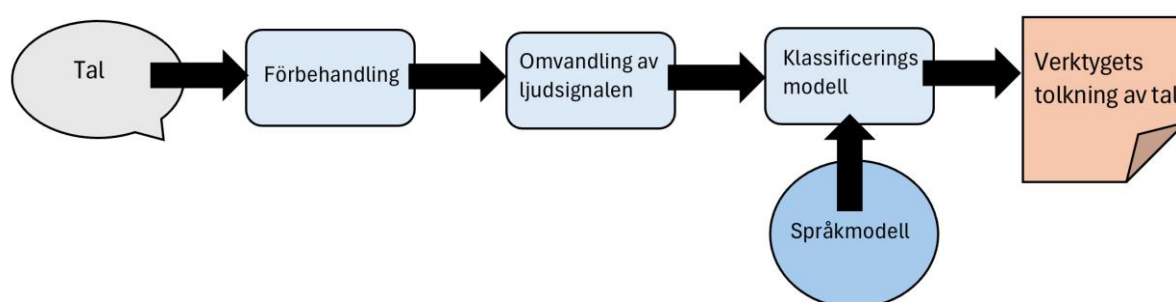 Tal
Förbehandling
Omvandling av
ljudsignalen
Klassificerings
modell
Verktygets
tolkning av tal
Språkmodell